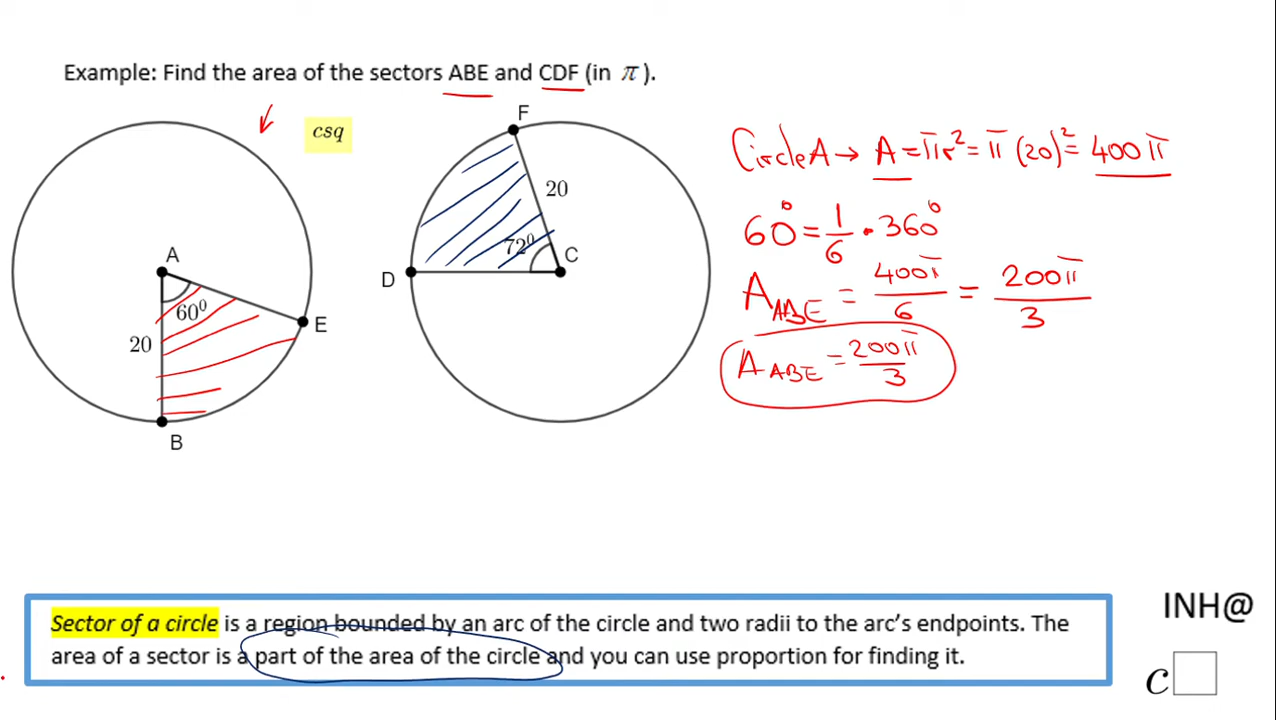 Example: Find the area of the sectors ABE and CDF (in π ).
csq
F
20
72⁰
C
D
A
60⁰
20
E
B
Circle A → A = πr² = π (20)² = 400π
60° = 1/6 · 360°
A_ABE = 400π/6 = 200π/3
A_ABE = 200π/3
Sector of a circle is a region bounded by an arc of the circle and two radii to the arc's endpoints. The
area of a sector is a part of the area of the circle and you can use proportion for finding it.
INH@
c